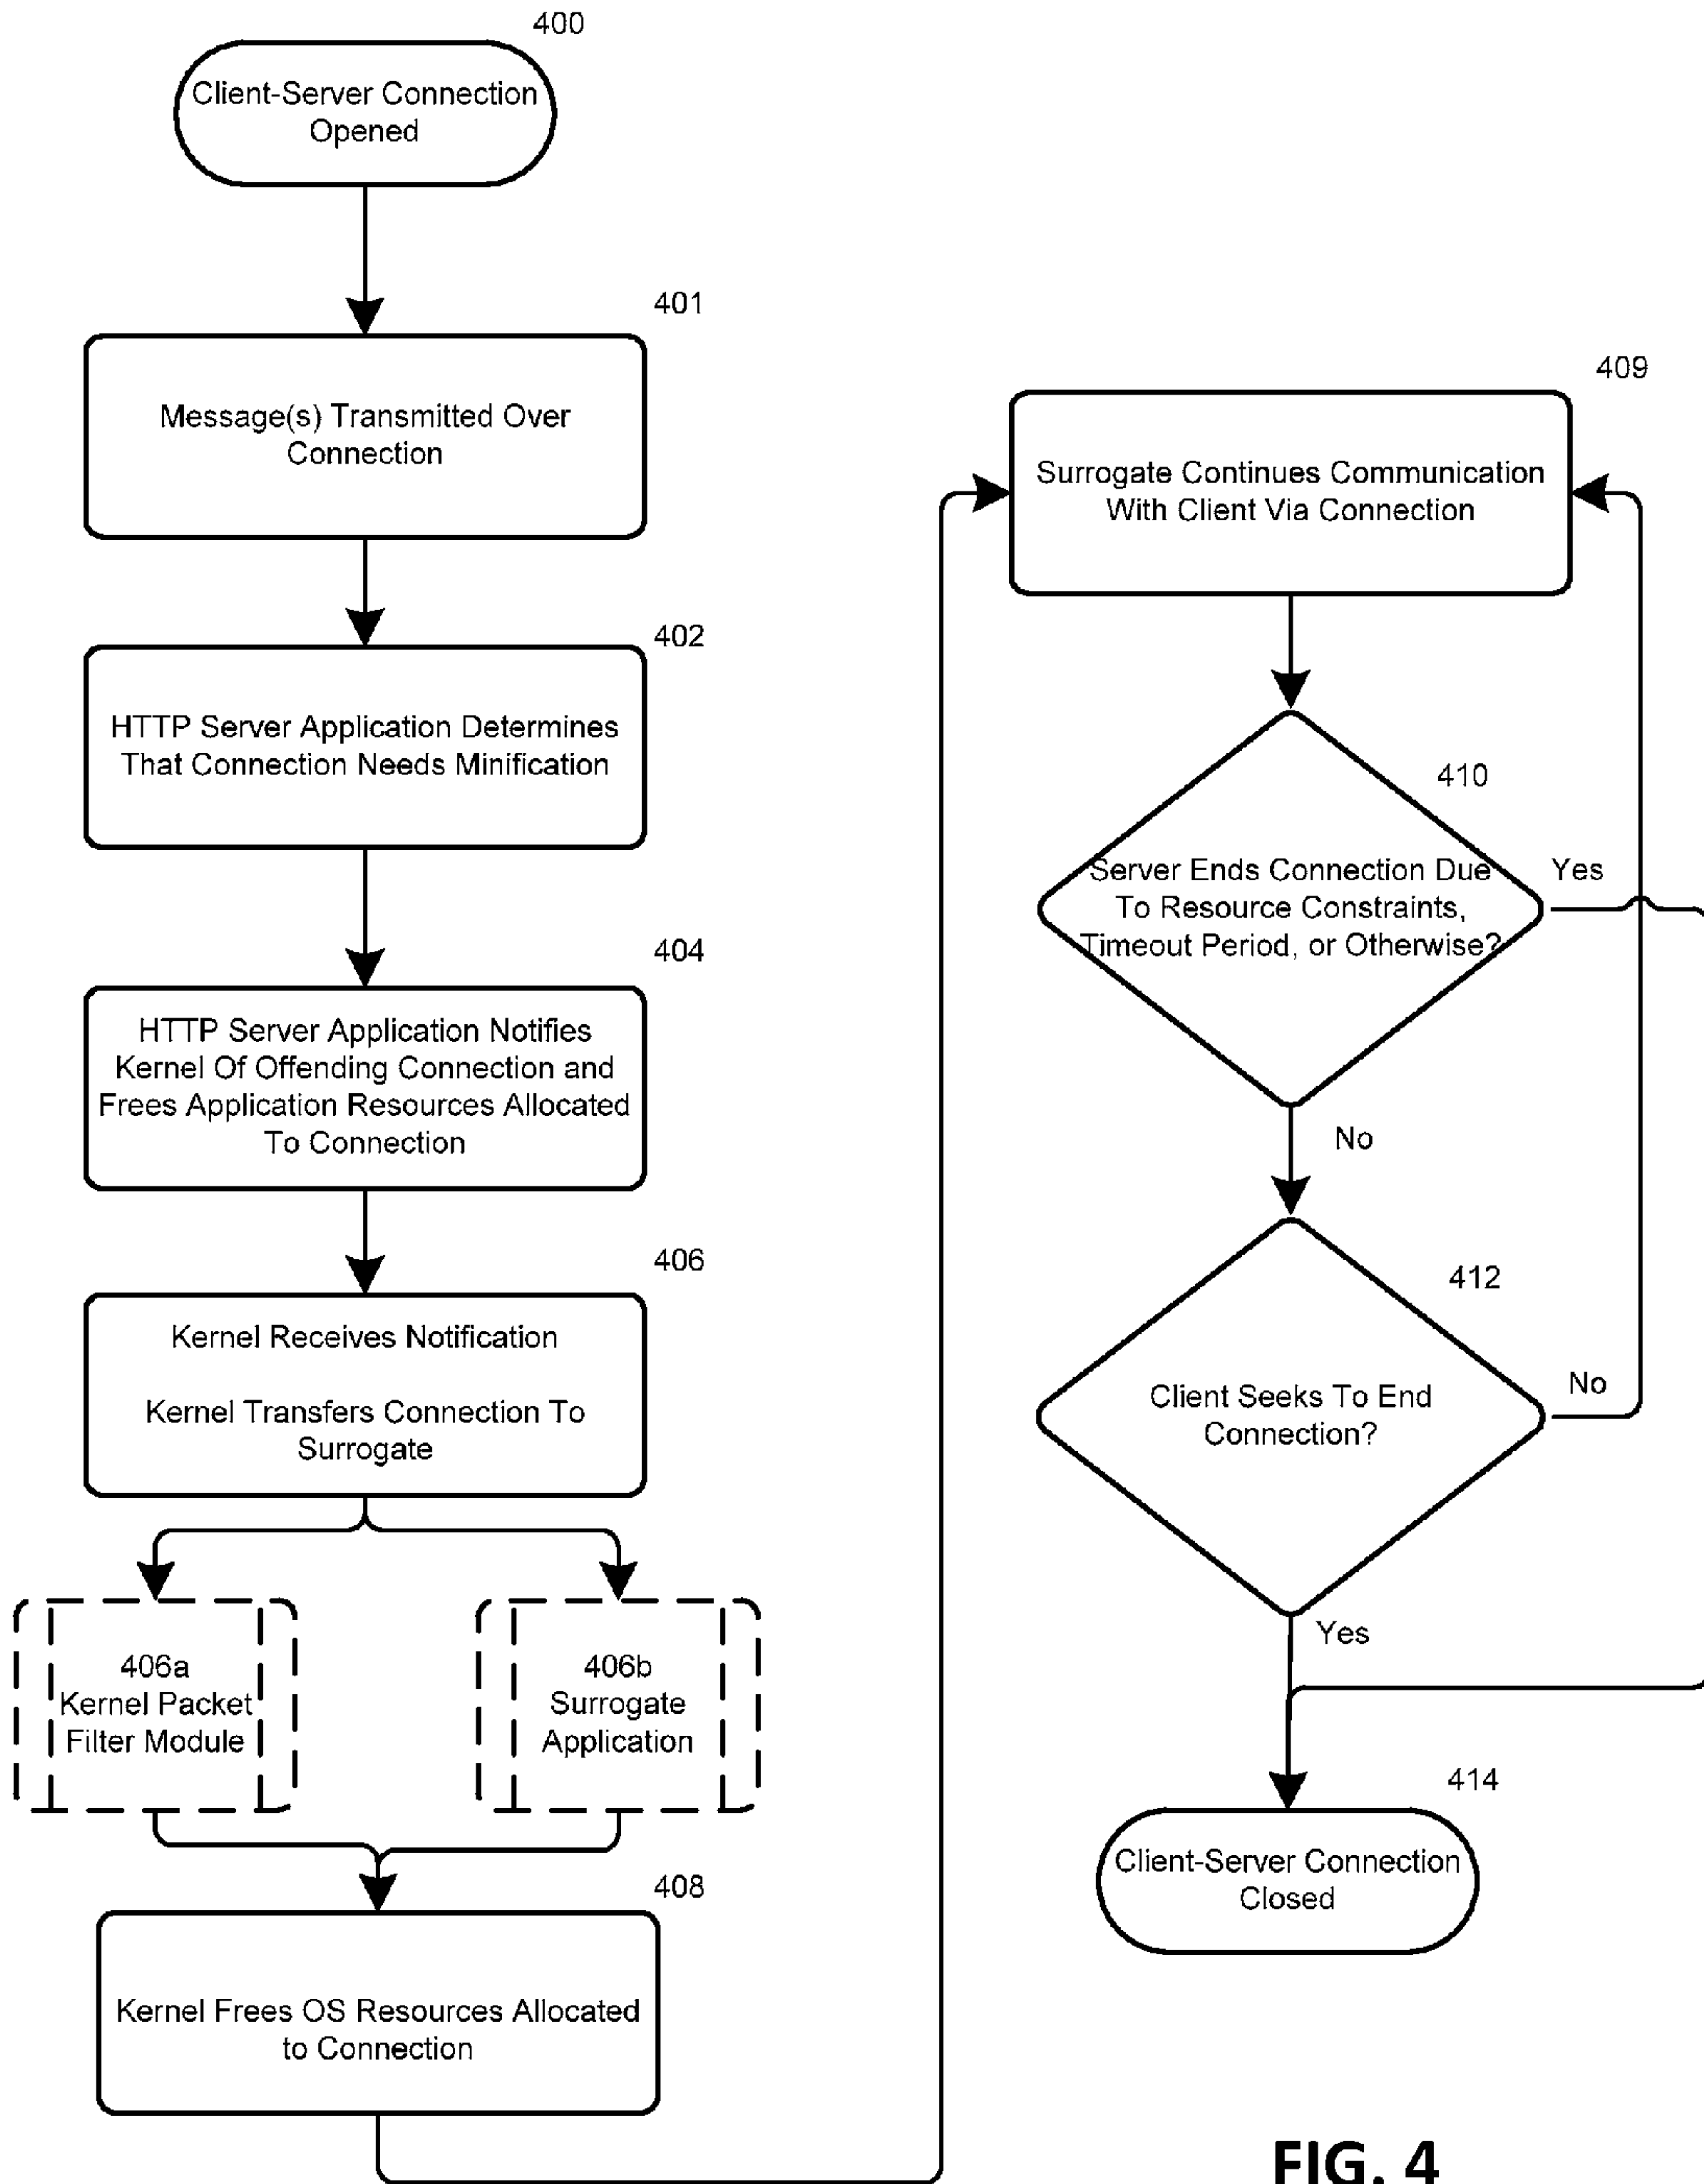 400
Client-Server Connection
Opened
401
Message(s) Transmitted Over
Connection
402
HTTP Server Application Determines
That Connection Needs Minification
404
HTTP Server Application Notifies
Kernel Of Offending Connection and
Frees Application Resources Allocated
To Connection
406
Kernel Receives Notification
Kernel Transfers Connection To
Surrogate
406a
Kernel Packet
Filter Module
406b
Surrogate
Application
408
Kernel Frees OS Resources Allocated
to Connection
409
Surrogate Continues Communication
With Client Via Connection
410
Server Ends Connection Due
To Resource Constraints,
Timeout Period, or Otherwise?
Yes
No
412
Client Seeks To End
Connection?
No
Yes
414
Client-Server Connection
Closed
FIG. 4